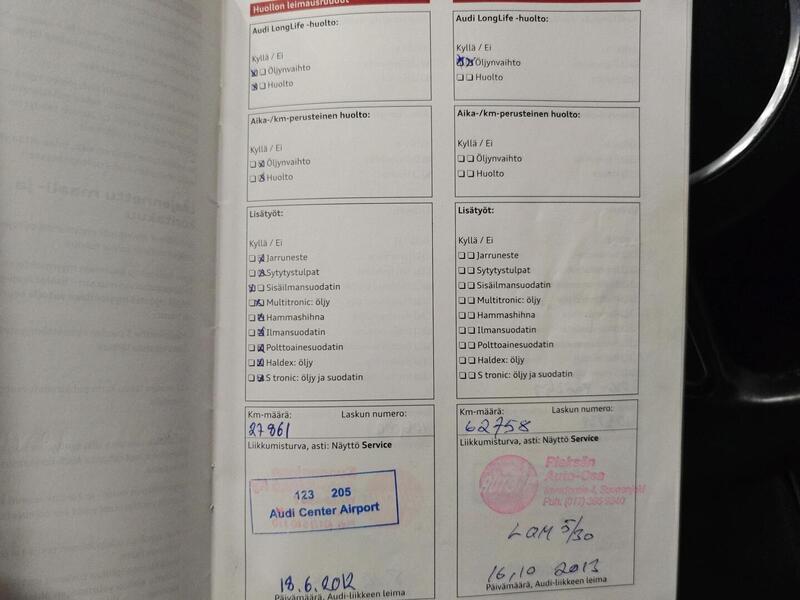 Huollon leimausruudut
Audi LongLife -huolto:
Kyllä / Ei
Öljynvaihto
Huolto
Aika-/km-perusteinen huolto:
Kyllä / Ei
Öljynvaihto
Huolto
Lisätyöt:
Kyllä / Ei
Jarruneste
Sytytystulpat
Sisäilmansuodatin
Multitronic: öljy
Hammashihna
Ilmansuodatin
Polttoainesuodatin
Haldex: öljy
S tronic: öljy ja suodatin
Km-määrä: Laskun numero:
27861
Liikkumisturva, asti: Näyttö Service
123 205
Audi Center Airport
18.6.2012
Päivämäärä, Audi-liikkeen leima
Audi LongLife -huolto:
Kyllä / Ei
Öljynvaihto
Huolto
Aika-/km-perusteinen huolto:
Kyllä / Ei
Öljynvaihto
Huolto
Lisätyöt:
Kyllä / Ei
Jarruneste
Sytytystulpat
Sisäilmansuodatin
Multitronic: öljy
Hammashihna
Ilmansuodatin
Polttoainesuodatin
Haldex: öljy
S tronic: öljy ja suodatin
Km-määrä: Laskun numero:
62758
Liikkumisturva, asti: Näyttö Service
Pieksän
Auto-Osa
LQM 5/30
16,10 2013
Päivämäärä, Audi-liikkeen leima